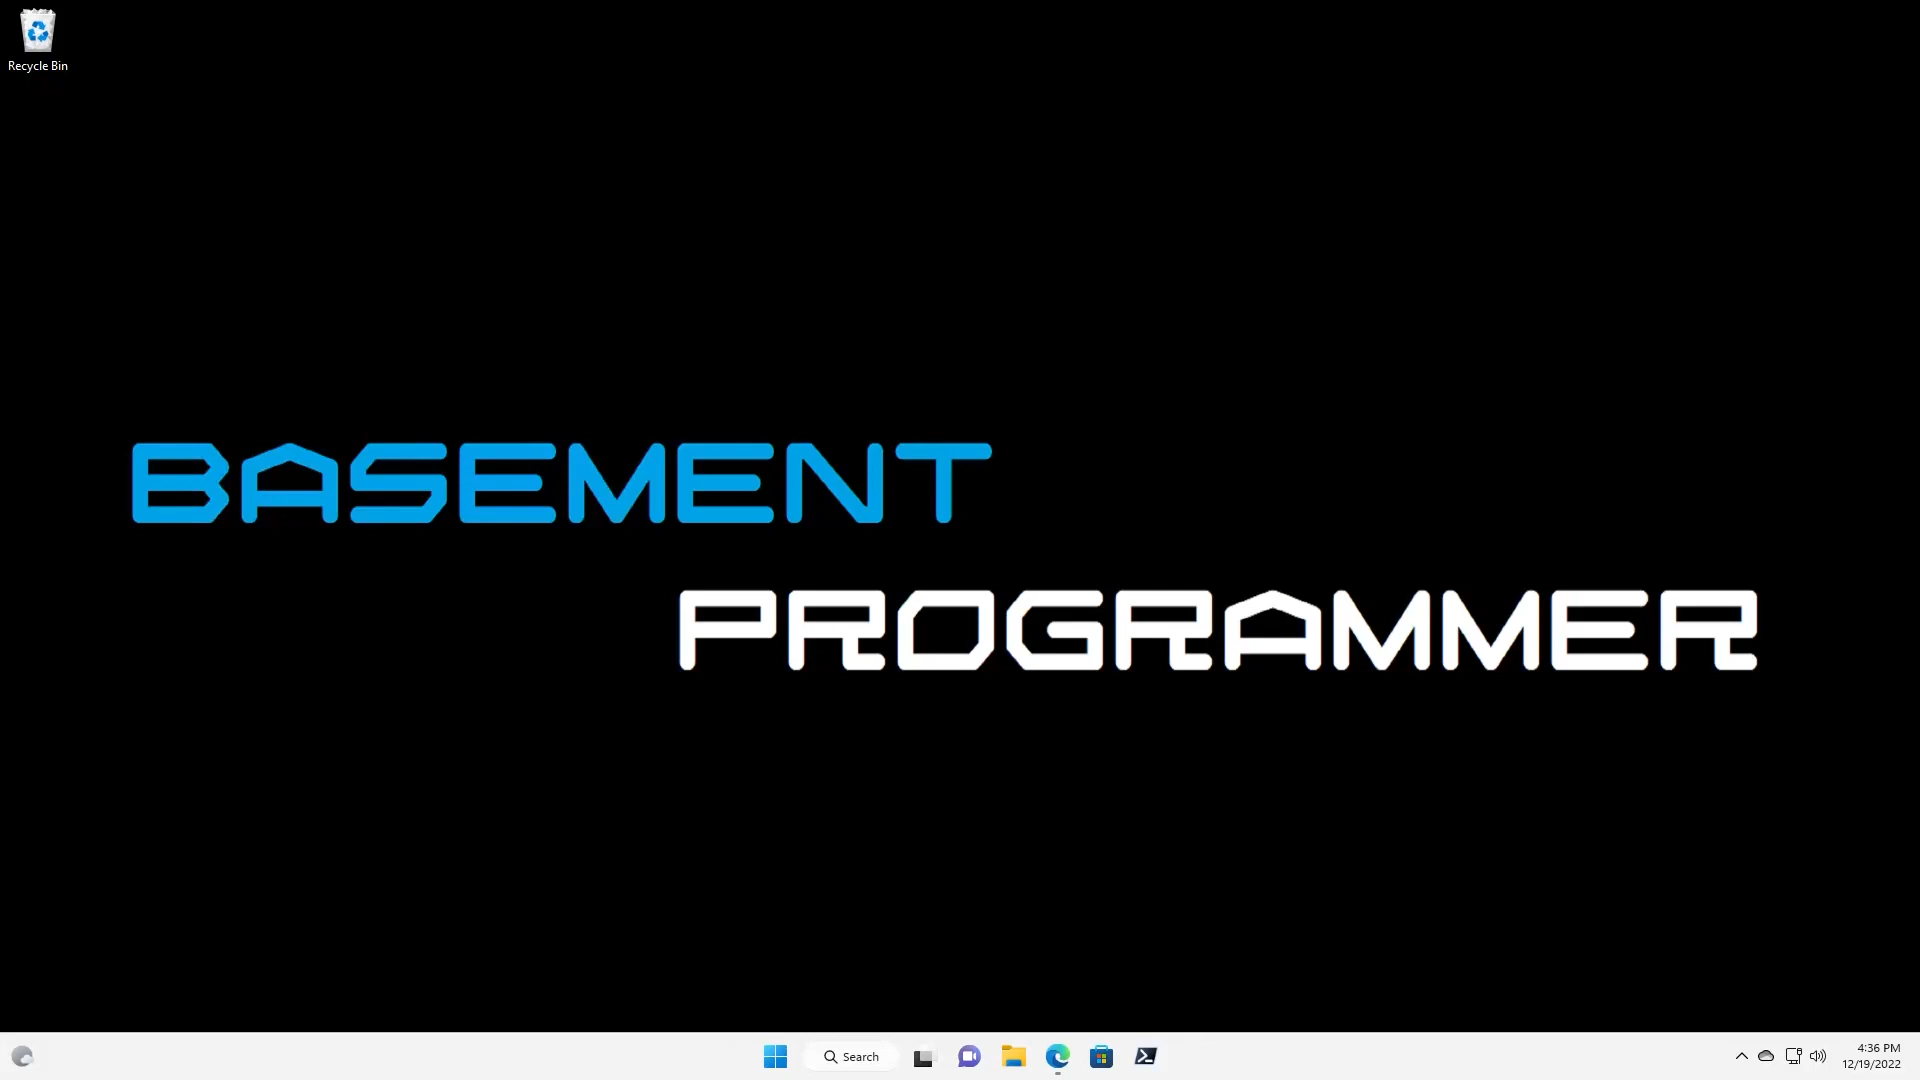 Recycle Bin
BASEMENT
PROGRAMMER
Search
4:36 PM
12/19/2022